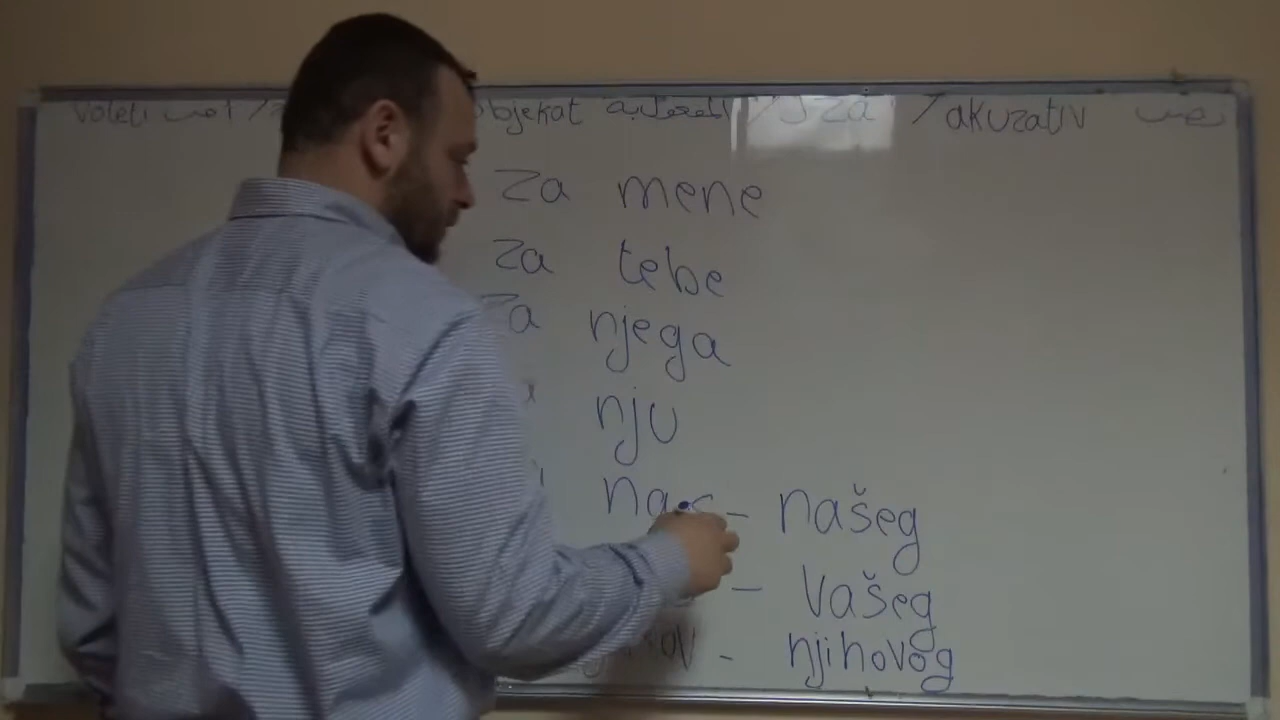 voleti objekat za / akuzativ
za mene
za tebe
za njega
nju
nas - našeg
- vašeg
- njihovog